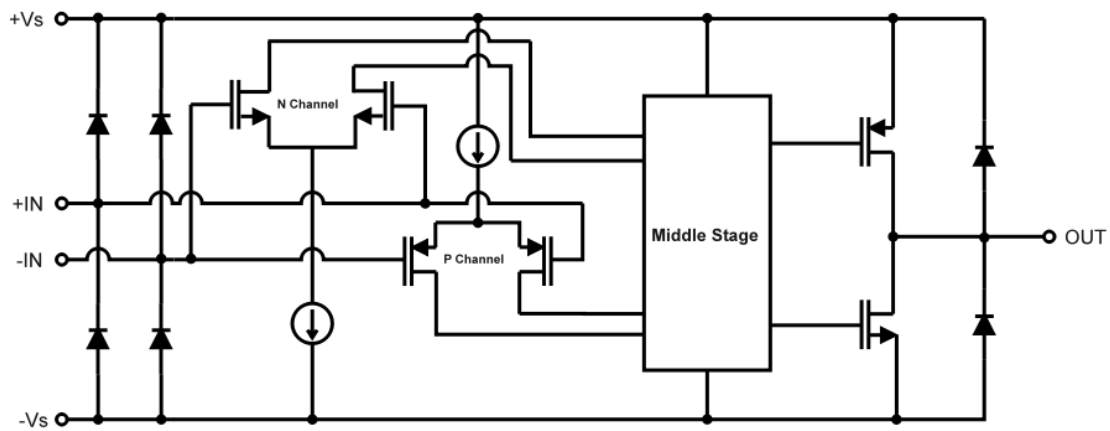 +Vs
N Channel
+IN
-IN
P Channel
Middle Stage
OUT
-Vs